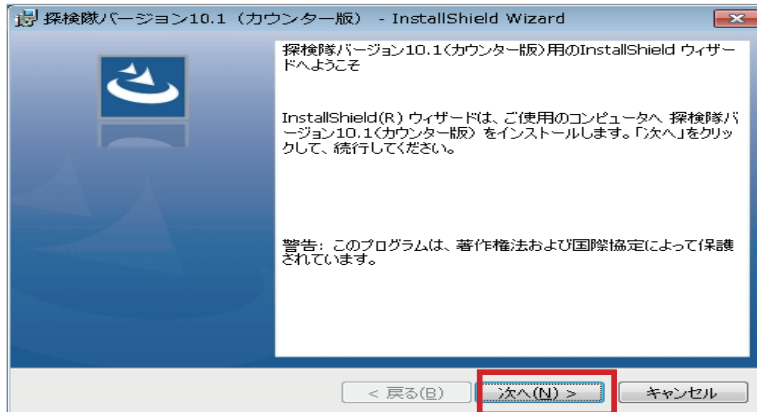 探検隊バージョン10.1（カウンター版） - InstallShield Wizard
探検隊バージョン10.1（カウンター版）用のInstallShield ウィザー
ドへようこそ
InstallShield(R) ウィザードは、ご使用のコンピュータへ 探検隊バ
ージョン10.1（カウンター版） をインストールします。「次へ」をクリッ
クして、続行してください。
警告: このプログラムは、著作権法および国際協定によって保護
されています。
< 戻る(B)
次へ(N) >
キャンセル